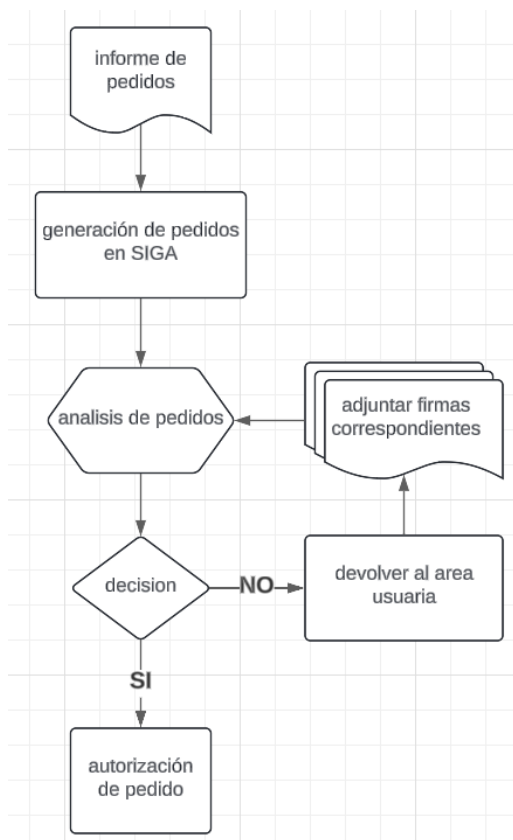 informe de
pedidos
generación de pedidos
en SIGA
analisis de pedidos
adjuntar firmas
correspondientes
decision
NO
devolver al area
usuaria
SI
autorización
de pedido